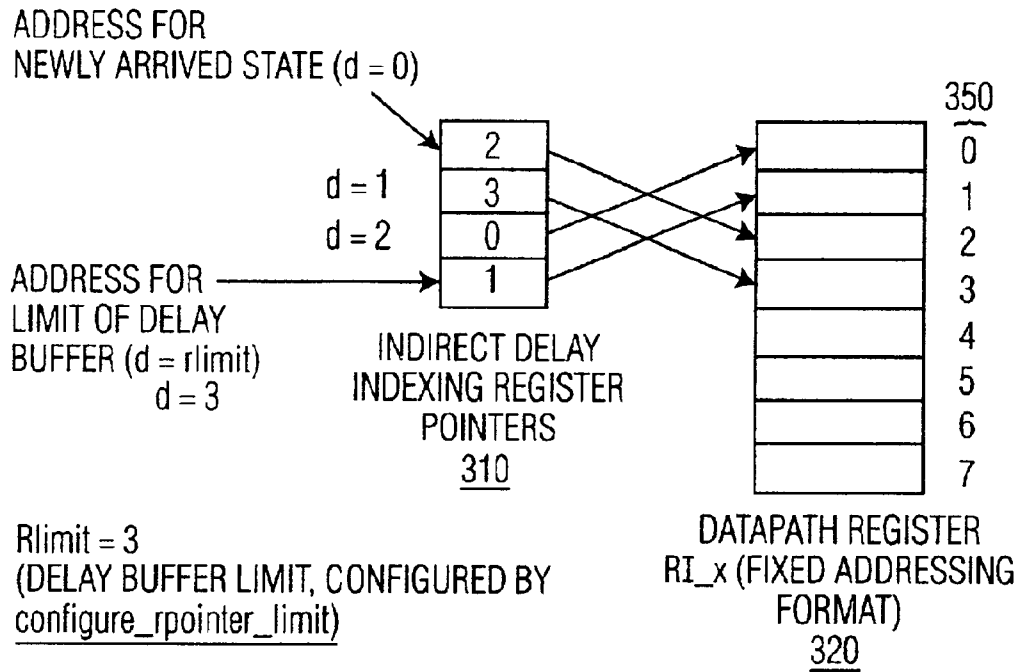 ADDRESS FOR
NEWLY ARRIVED STATE (d = 0)
2
d = 1
3
d = 2
0
ADDRESS FOR
LIMIT OF DELAY
BUFFER (d = rlimit)
d = 3
1
INDIRECT DELAY
INDEXING REGISTER
POINTERS
310
350
0
1
2
3
4
5
6
7
DATAPATH REGISTER
RI_x (FIXED ADDRESSING
FORMAT)
320
Rlimit = 3
(DELAY BUFFER LIMIT, CONFIGURED BY
configure_rpointer_limit)